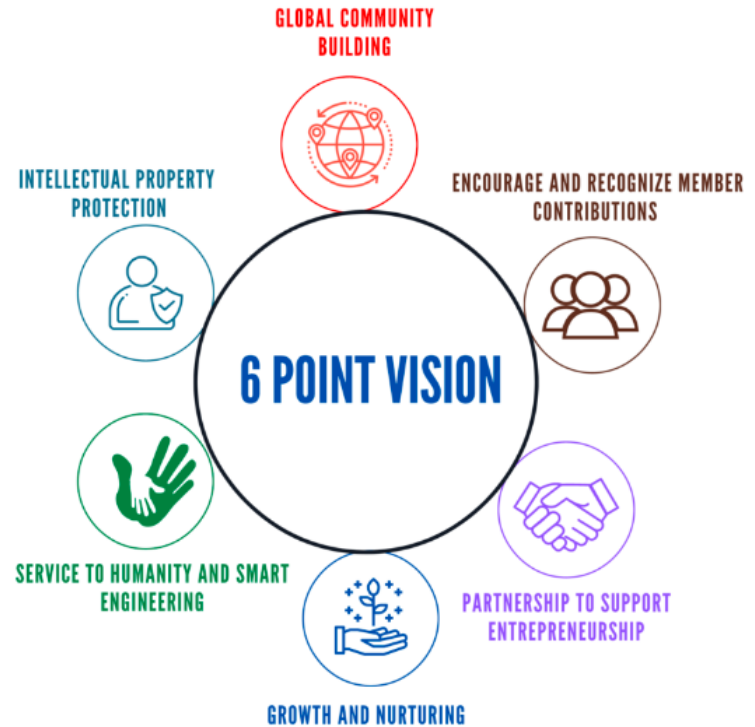 GLOBAL COMMUNITY
BUILDING
INTELLECTUAL PROPERTY
PROTECTION
ENCOURAGE AND RECOGNIZE MEMBER
CONTRIBUTIONS
6 POINT VISION
SERVICE TO HUMANITY AND SMART
ENGINEERING
PARTNERSHIP TO SUPPORT
ENTREPRENEURSHIP
GROWTH AND NURTURING